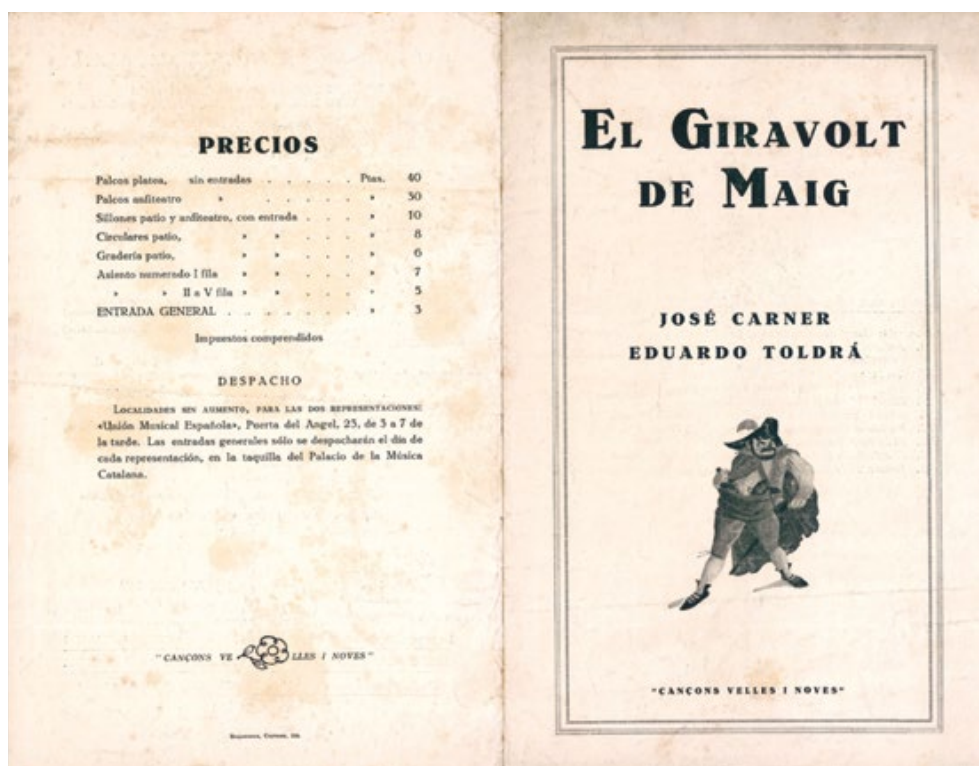 PRECIOS
Palcos platea, sin entradas . . . . . Ptas. 40
Palcos anfiteatro » . . . . . . » 30
Sillones patio y anfiteatro, con entrada . . . » 10
Circulares patio, » » . . . » 8
Gradería patio, » » . . . » 6
Asiento numerado I fila » » . . . » 7
» » II a V fila » » . . . » 5
ENTRADA GENERAL . . . . . . . » 3
Impuestos comprendidos
DESPACHO
LOCALIDADES SIN AUMENTO, PARA LAS DOS REPRESENTACIONES:
«Unión Musical Española», Puerta del Angel, 23, de 3 a 7 de
la tarde. Las entradas generales sólo se despacharán el día de
cada representación, en la taquilla del Palacio de la Música
Catalana.
"CANÇONS VELLES I NOVES"
EL GIRAVOLT
DE MAIG
JOSÉ CARNER
EDUARDO TOLDRÁ
"CANÇONS VELLES I NOVES"